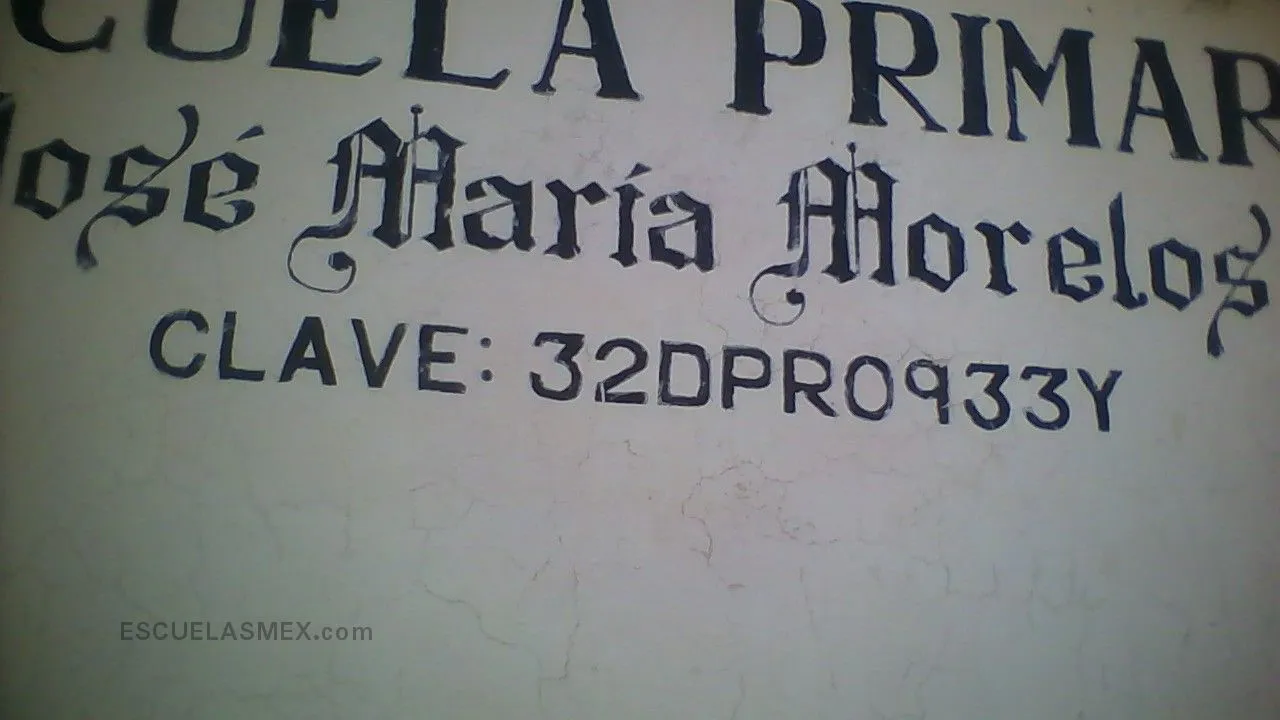 CUELA PRIMAR
José María Morelos
CLAVE: 32DPR0933Y
ESCUELASMEX.com